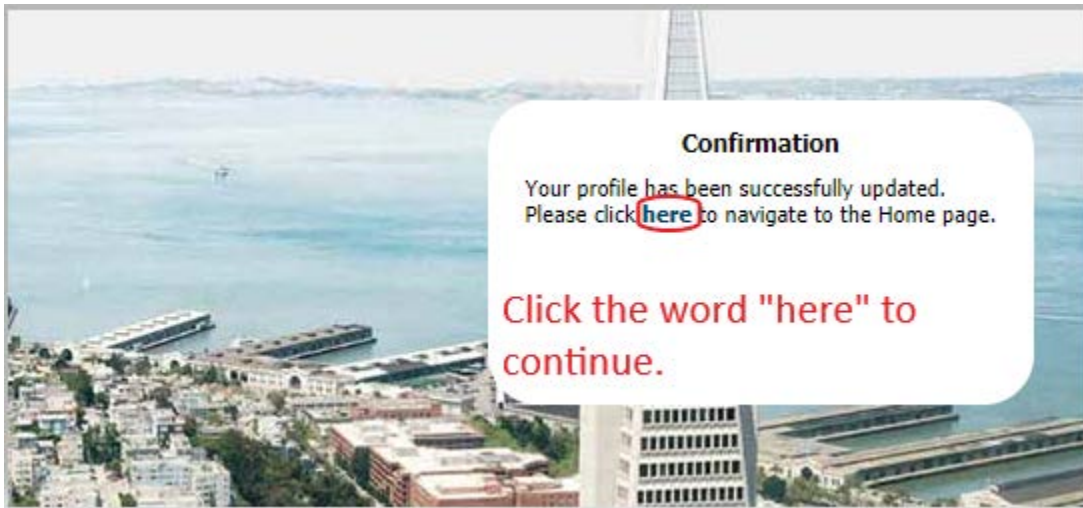 Confirmation
Your profile has been successfully updated.
Please click here to navigate to the Home page.
Click the word "here" to
continue.